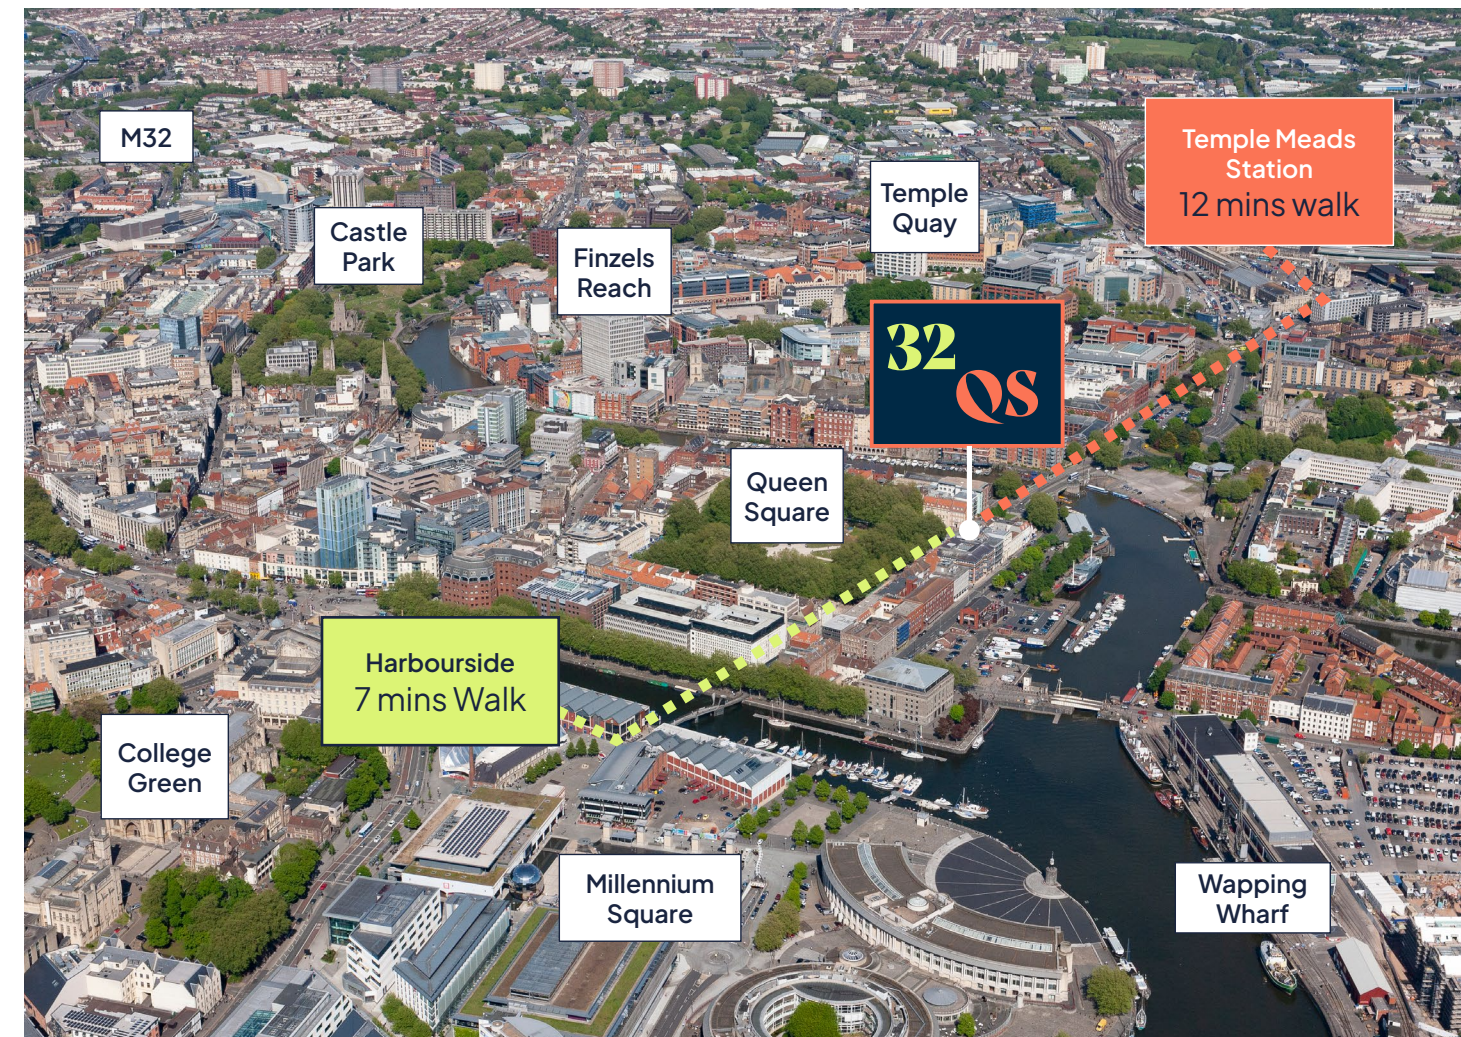 M32
Temple Meads
Station
12 mins walk
Temple
Quay
Castle
Park
Finzels
Reach
32
QS
Queen
Square
Harbourside
7 mins Walk
College
Green
Millennium
Square
Wapping
Wharf